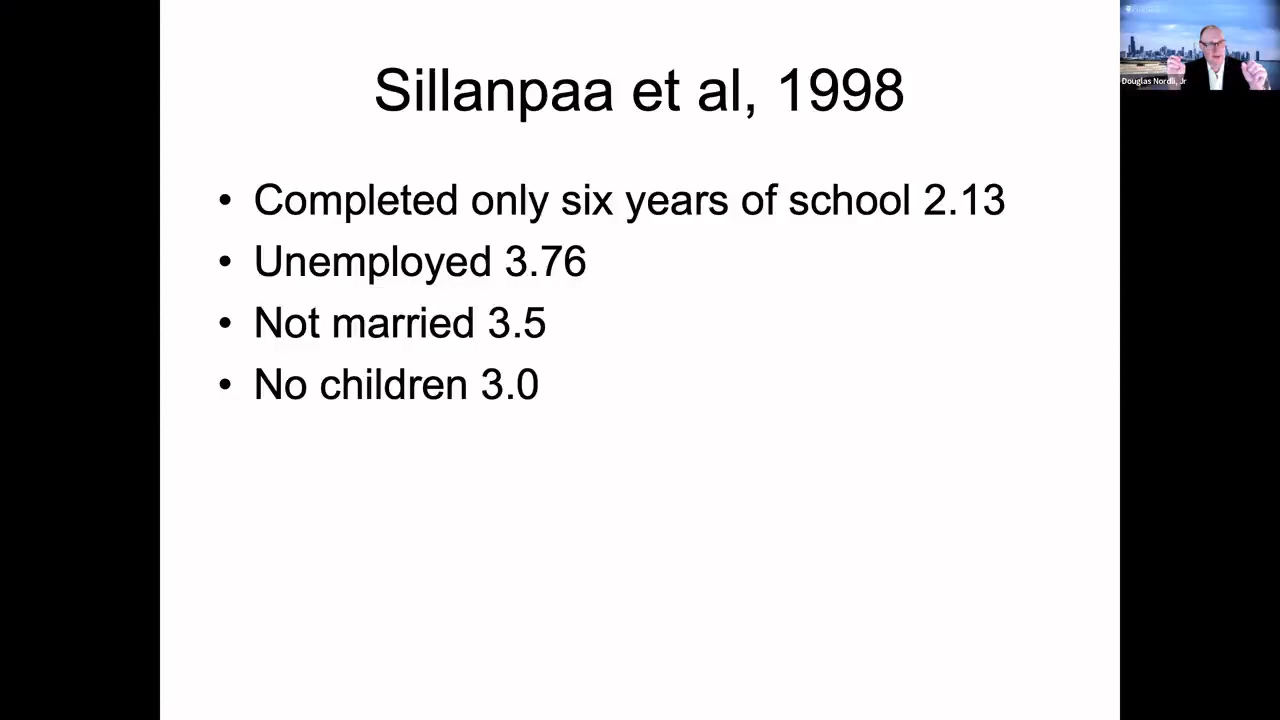 Sillanpaa et al, 1998
• Completed only six years of school 2.13
• Unemployed 3.76
• Not married 3.5
• No children 3.0
Douglas Nordli, Jr